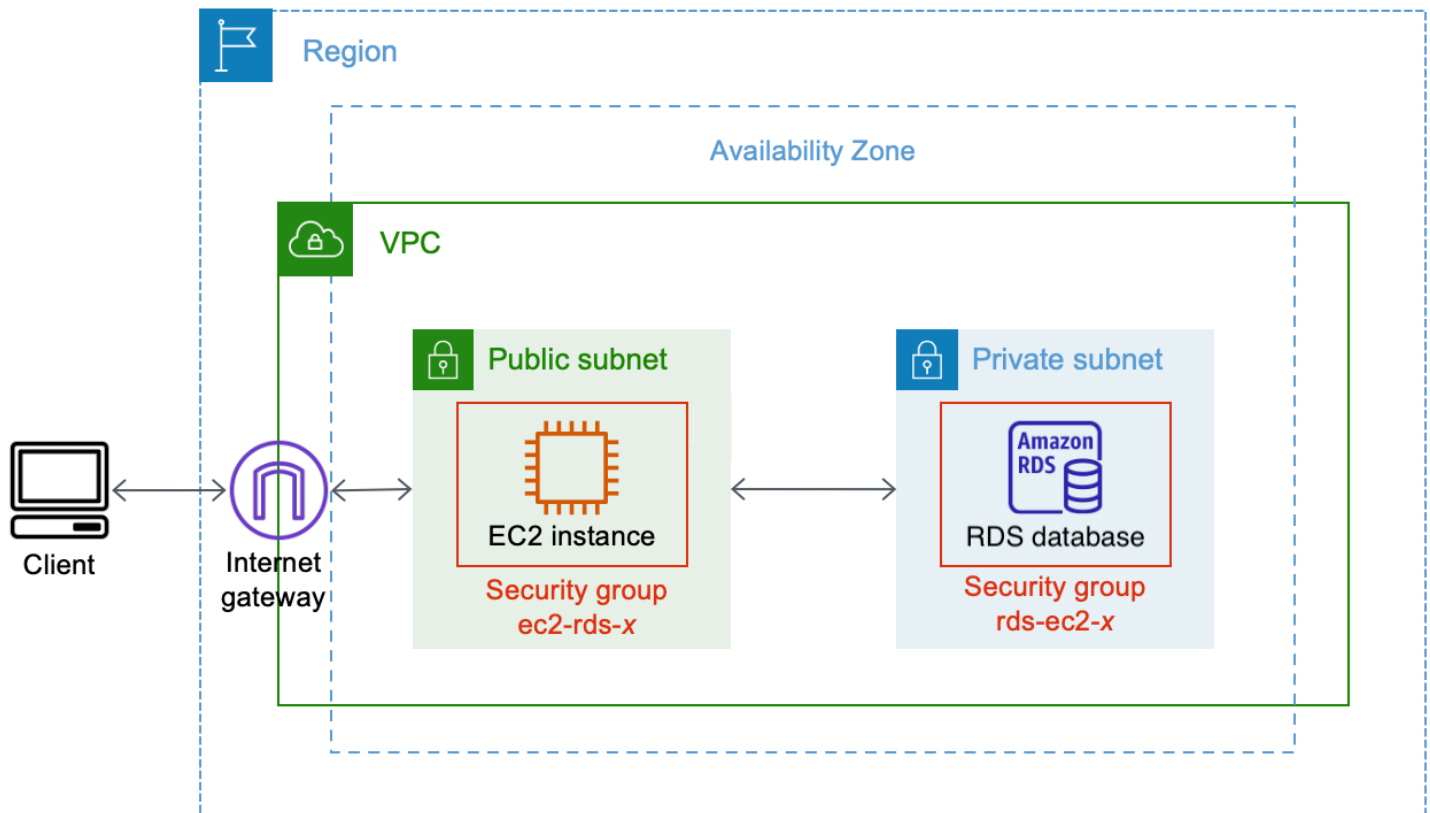 Region
Availability Zone
VPC
Public subnet
Private subnet
Amazon
RDS
EC2 instance
RDS database
Client
Internet
gateway
Security group
ec2-rds-x
Security group
rds-ec2-x